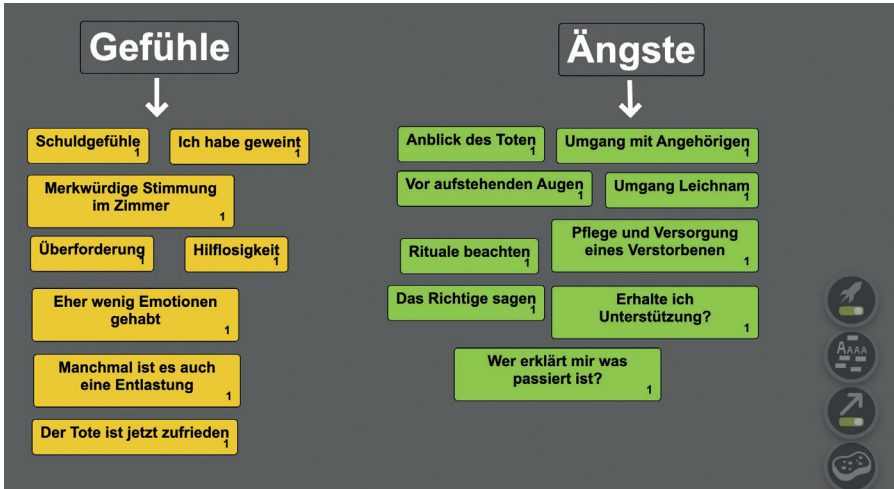 Gefühle
Schuldgefühle
1
Ich habe geweint
1
Merkwürdige Stimmung
im Zimmer
1
Überforderung
1
Hilflosigkeit
1
Eher wenig Emotionen
gehabt
1
Manchmal ist es auch
eine Entlastung
1
Der Tote ist jetzt zufrieden
1
Ängste
Anblick des Toten
1
Umgang mit Angehörigen
1
Vor aufstehenden Augen
1
Umgang Leichnam
1
Rituale beachten
1
Pflege und Versorgung
eines Verstorbenen
1
Das Richtige sagen
1
Erhalte ich
Unterstützung?
1
Wer erklärt mir was
passiert ist?
1
AAAA